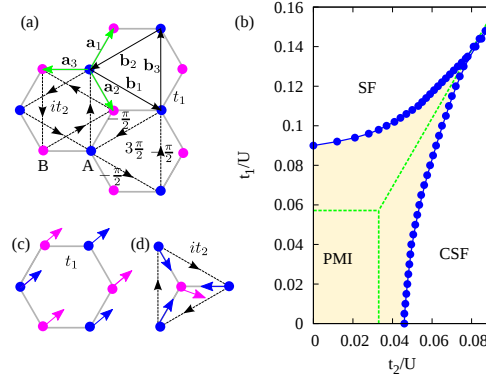 (a)
a₁
a₃
b₂
b₃
a₂
b₁
t₁
it₂
−π/2
3π/2
π/2
B
A
−π/2
(c)
t₁
(d)
it₂
(b)
0.16
0.14
0.12
0.1
0.08
0.06
0.04
0.02
0
t₁/U
SF
PMI
CSF
0 0.02 0.04 0.06 0.08
t₂/U